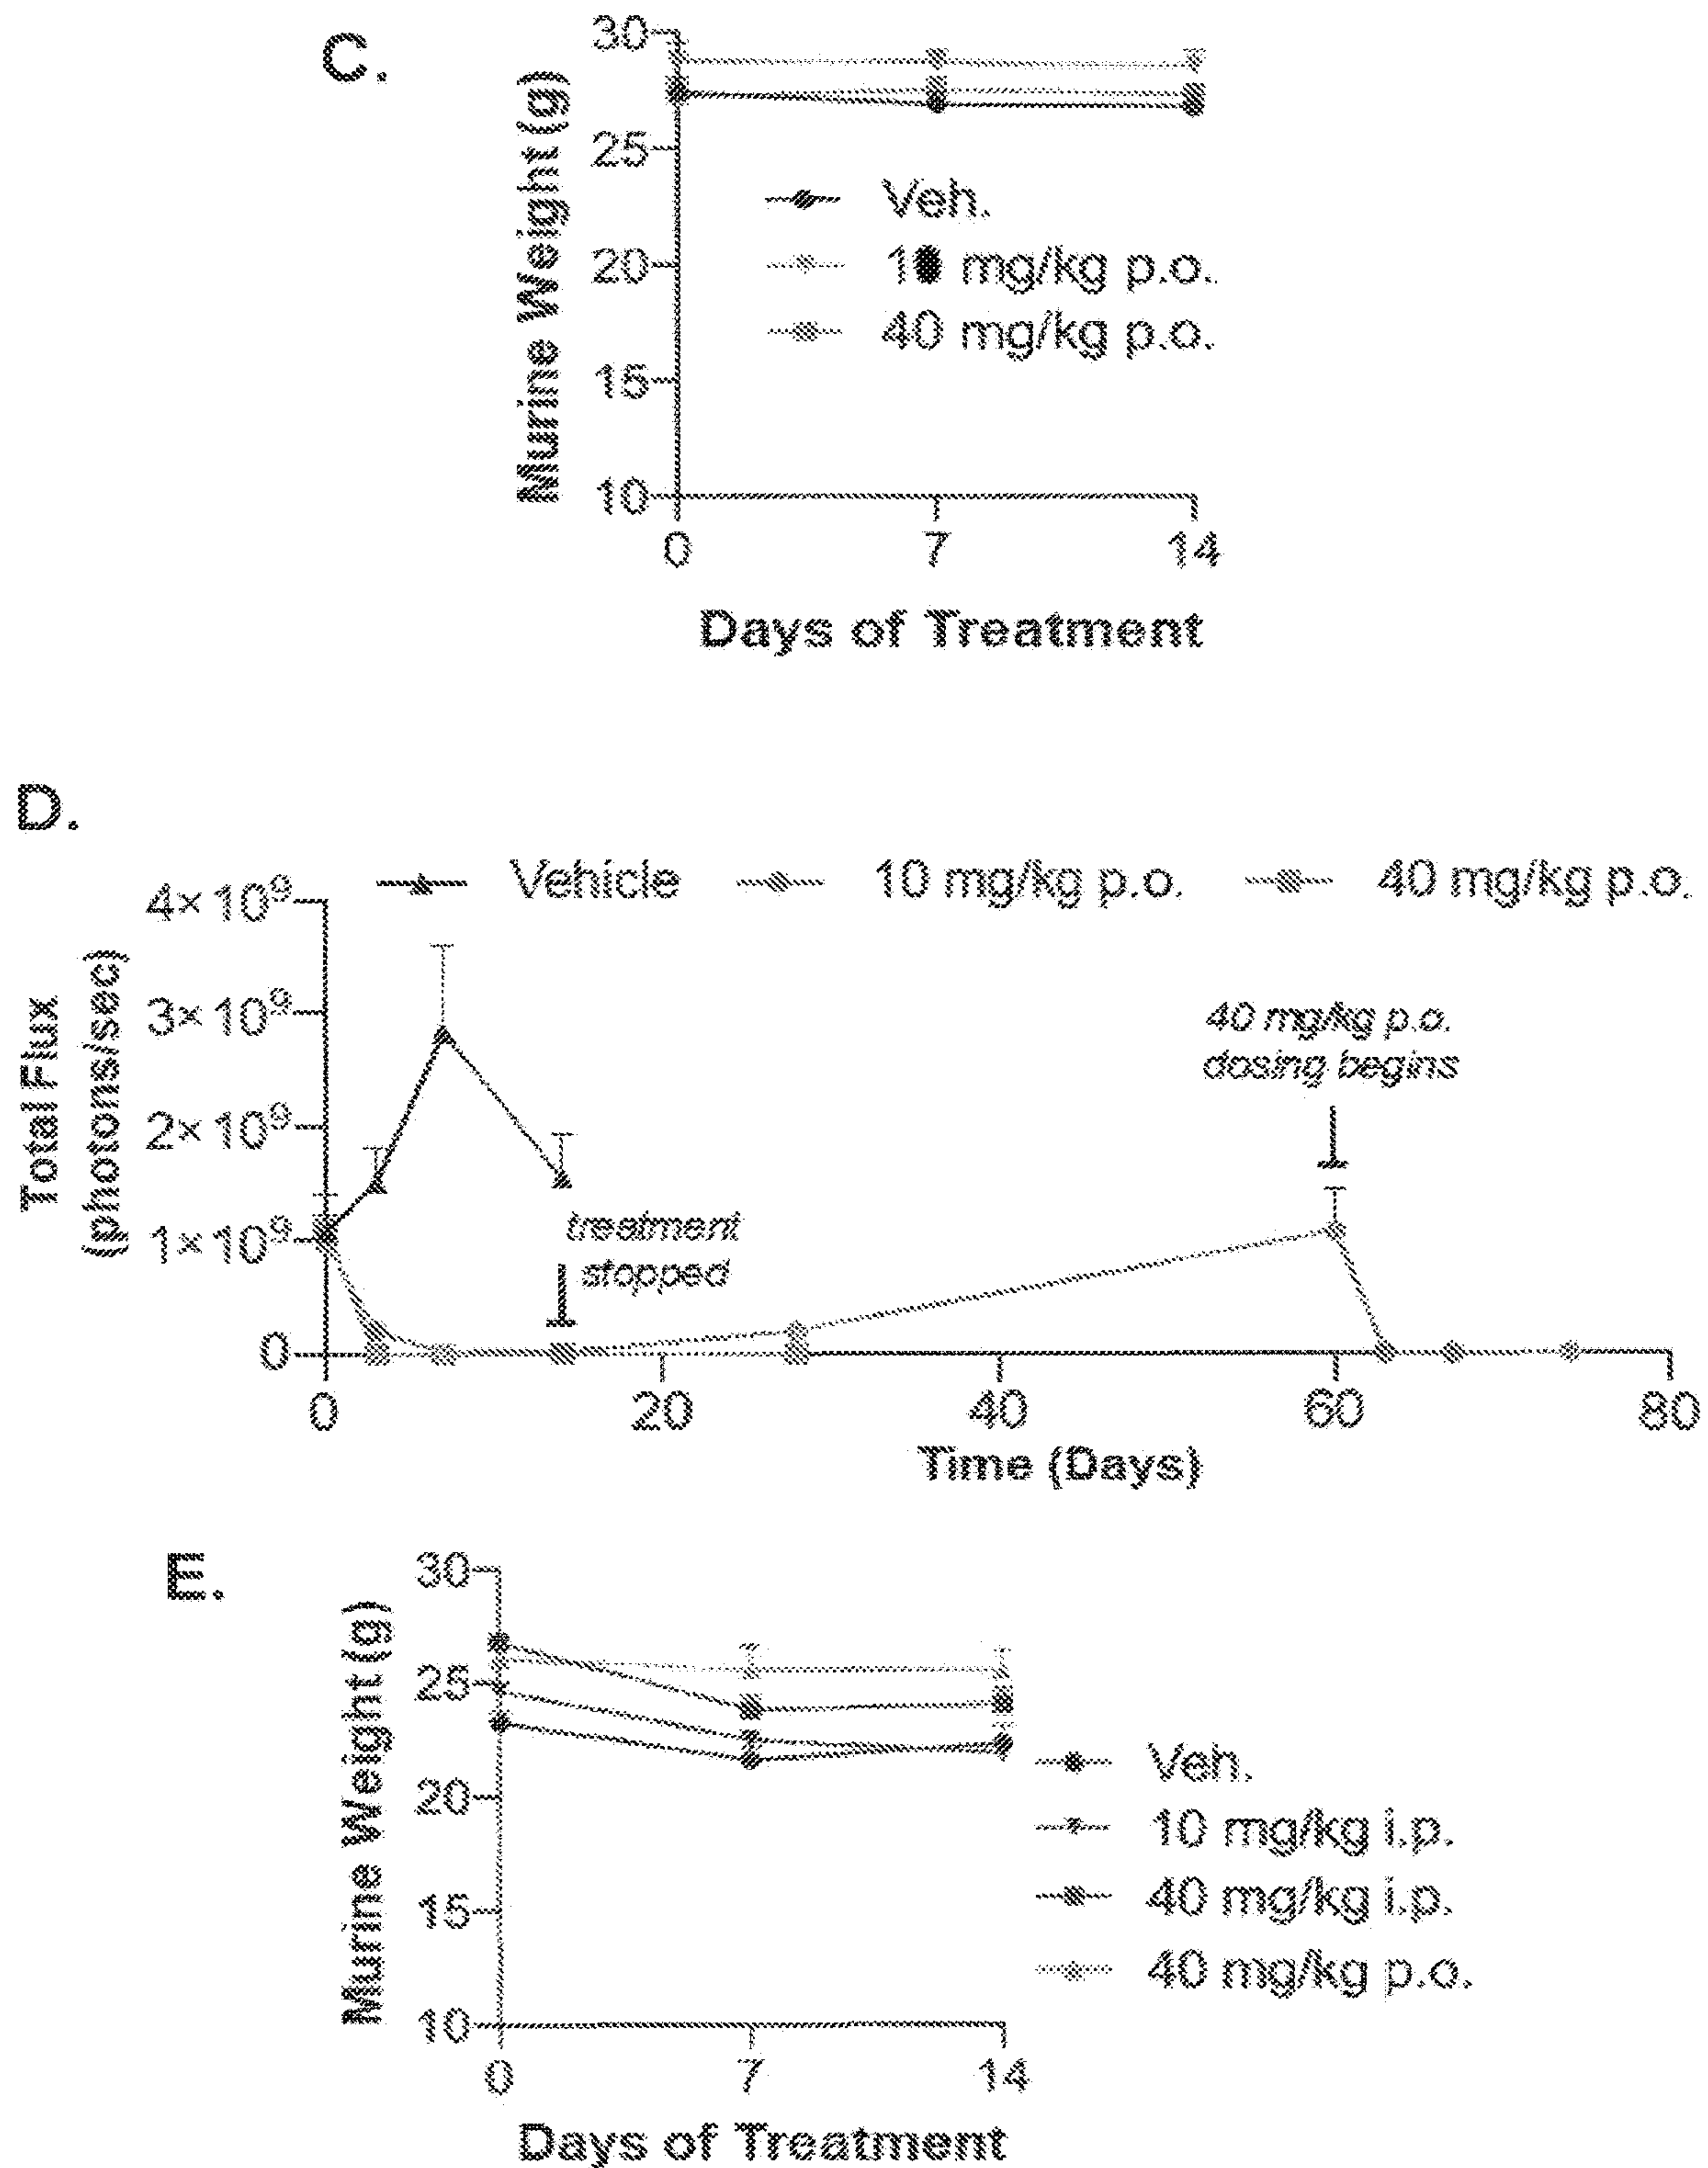 C.
Murine Weight (g)
30
25
20
15
10
Veh.
10 mg/kg p.o.
40 mg/kg p.o.
0 7 14
Days of Treatment
D.
Vehicle 10 mg/kg p.o. 40 mg/kg p.o.
Total Flux
(photons/sec)
4×10⁹
3×10⁹
2×10⁹
1×10⁹
0
40 mg/kg p.o.
dosing begins
treatment
stopped
0 20 40 60 80
Time (Days)
E.
Murine Weight (g)
30
25
20
15
10
Veh.
10 mg/kg i.p.
40 mg/kg i.p.
40 mg/kg p.o.
0 7 14
Days of Treatment